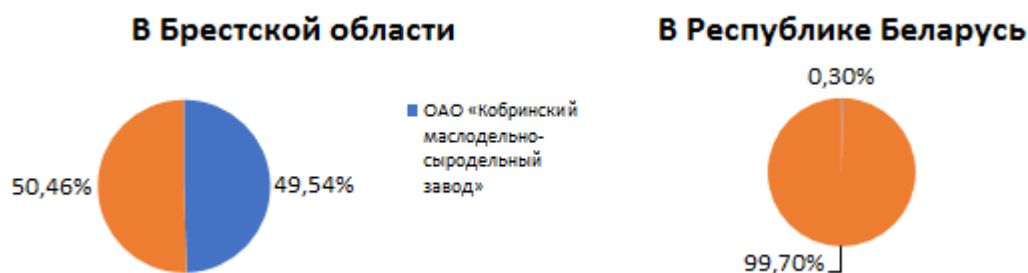 В Брестской области
50,46%
49,54%
ОАО «Кобринский
маслодельно-
сыродельный
завод»
В Республике Беларусь
0,30%
99,70%